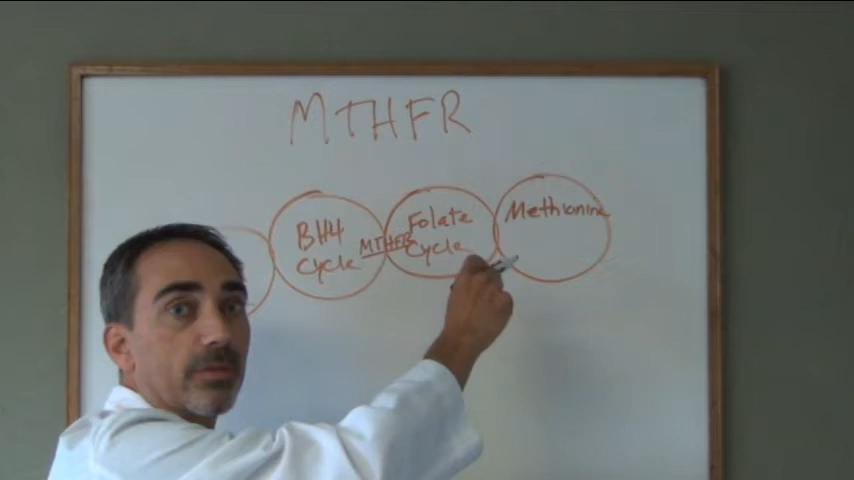 MTHFR
BH4
Cycle
MTHFR
Folate
Cycle
Methionine